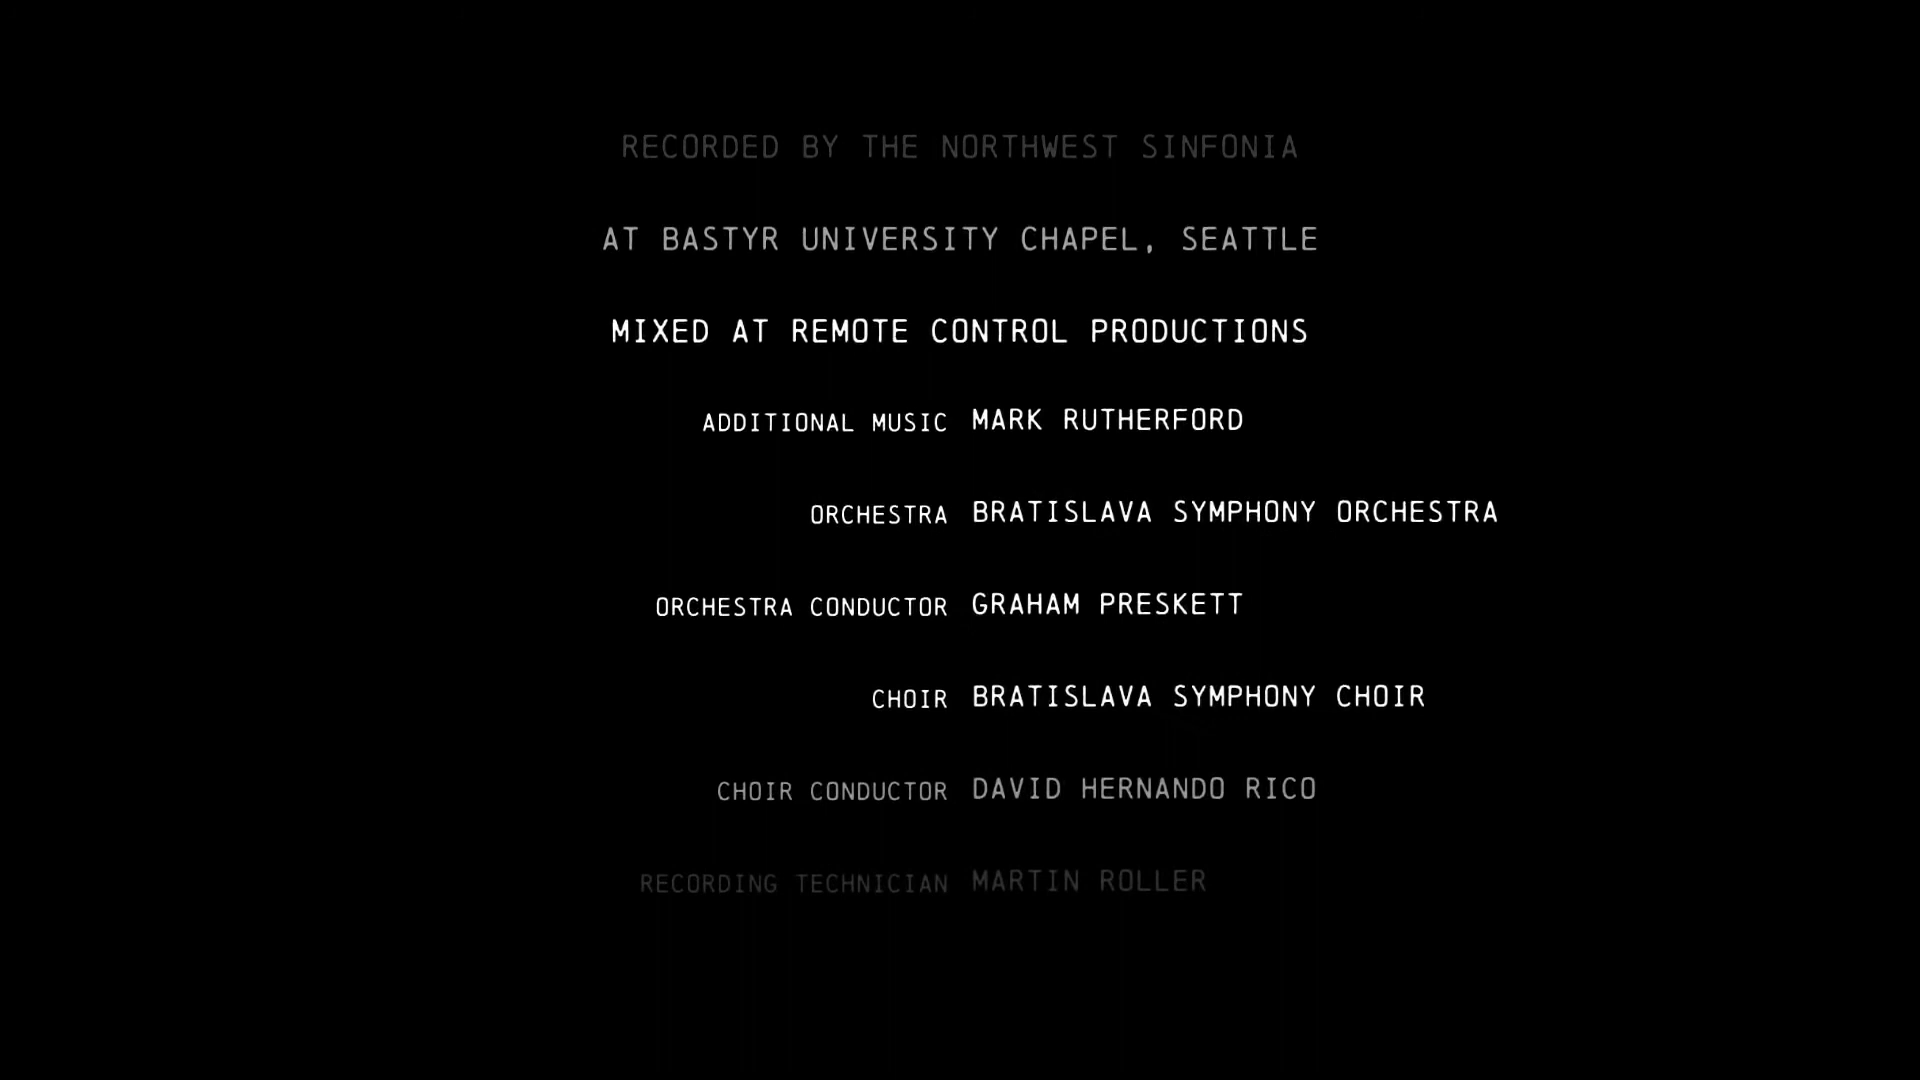 RECORDED BY THE NORTHWEST SINFONIA
AT BASTYR UNIVERSITY CHAPEL, SEATTLE
MIXED AT REMOTE CONTROL PRODUCTIONS
ADDITIONAL MUSIC MARK RUTHERFORD
ORCHESTRA BRATISLAVA SYMPHONY ORCHESTRA
ORCHESTRA CONDUCTOR GRAHAM PRESKETT
CHOIR BRATISLAVA SYMPHONY CHOIR
CHOIR CONDUCTOR DAVID HERNANDO RICO
RECORDING TECHNICIAN MARTIN ROLLER